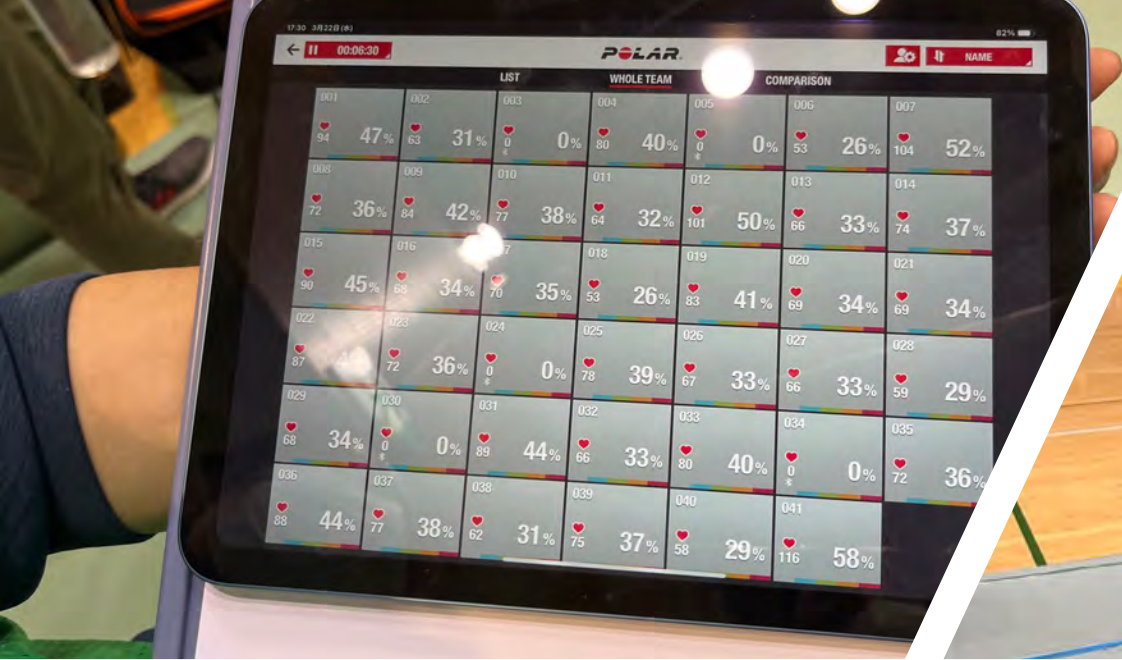 17:30 3月22日(水)
82%
00:06:30
POLAR
NAME
LIST WHOLE TEAM COMPARISON
001 002 003 004 005 006 007
94 47% 63 31% 0 0% 80 40% 0 0% 53 26% 104 52%
008 009 010 011 012 013 014
72 36% 84 42% 77 38% 64 32% 101 50% 66 33% 74 37%
015 016 7 018 019 020 021
90 45% 68 34% 70 35% 53 26% 83 41% 69 34% 69 34%
022 023 024 025 026 027 028
87 72 36% 0 0% 78 39% 67 33% 66 33% 59 29%
029 030 031 032 033 034 035
68 34% 0 0% 89 44% 66 33% 80 40% 0 0% 72 36%
036 037 038 039 040 041
88 44% 77 38% 62 31% 75 37% 58 29% 116 58%